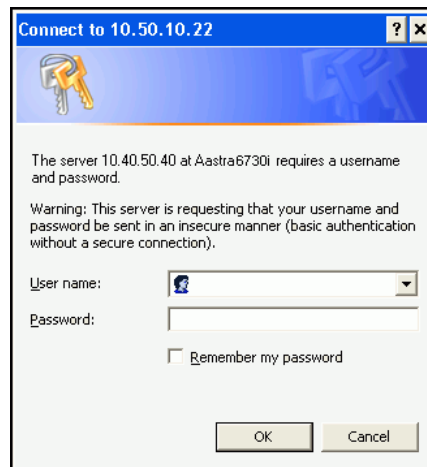 Connect to 10.50.10.22
The server 10.40.50.40 at Aastra6730i requires a username
and password.
Warning: This server is requesting that your username and
password be sent in an insecure manner (basic authentication
without a secure connection).
User name:
Password:
Remember my password
OK
Cancel